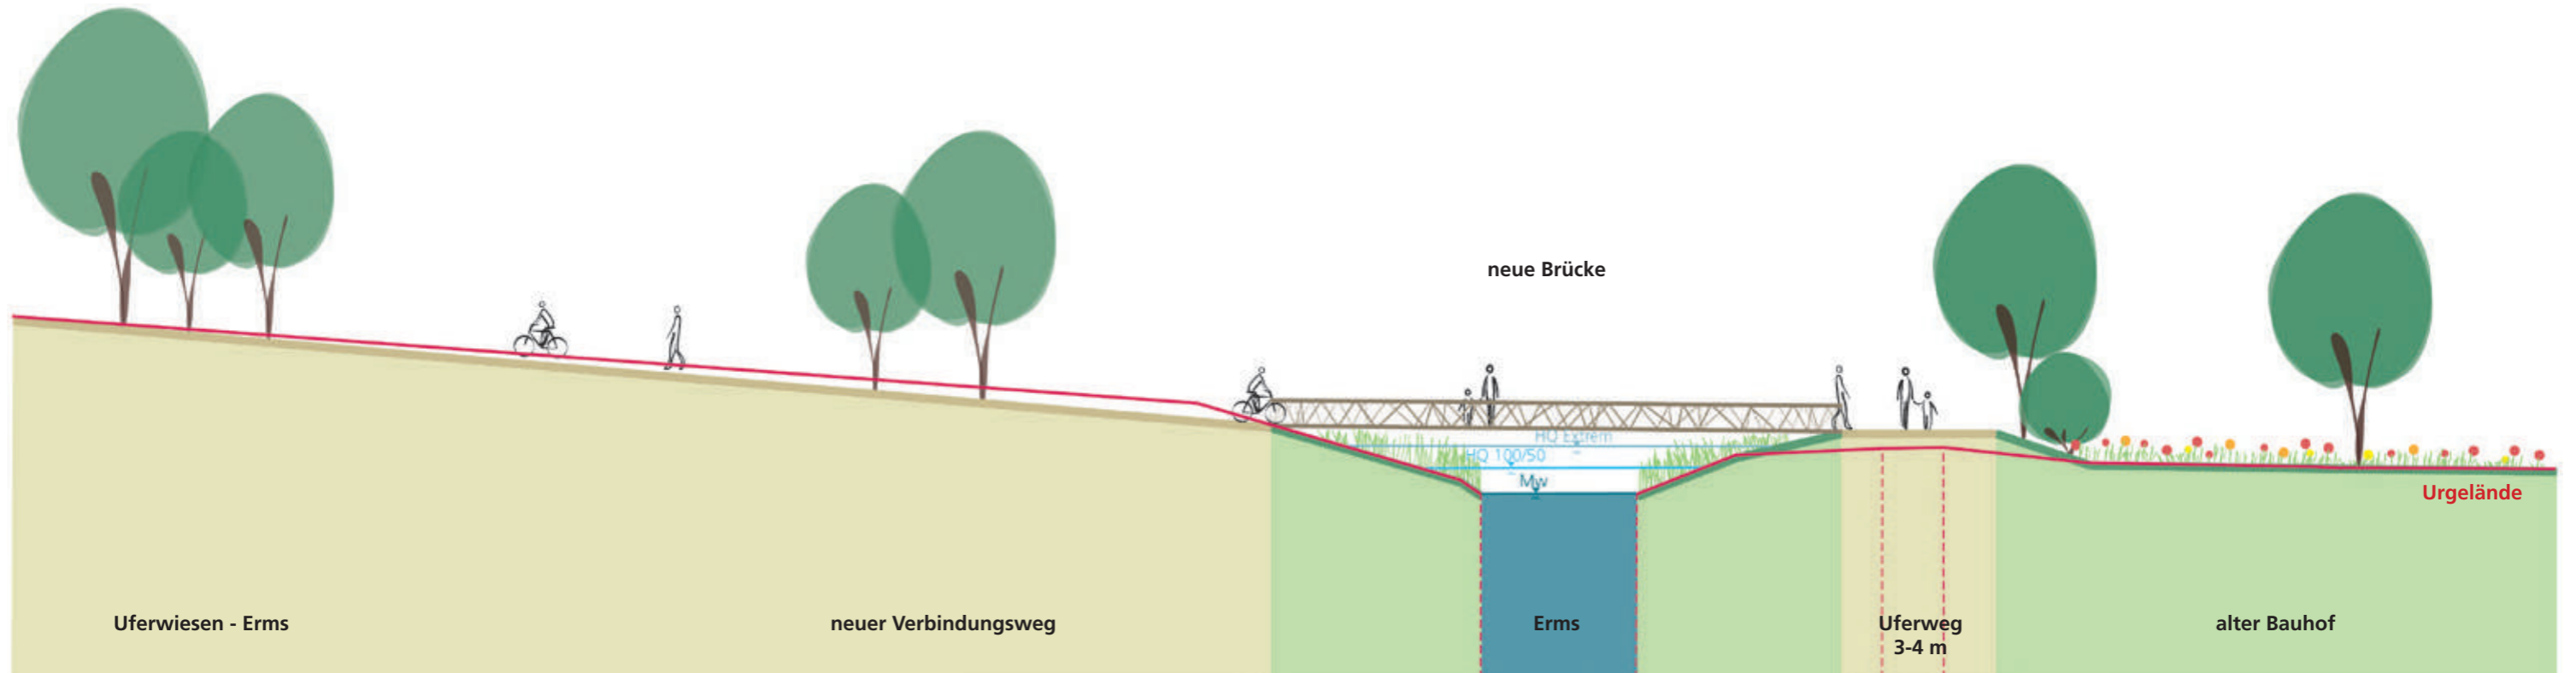 neue Brücke
HQ Extrem
HQ 100/50
Mw
Urgelände
Uferwiesen - Erms
neuer Verbindungsweg
Erms
Uferweg
3-4 m
alter Bauhof